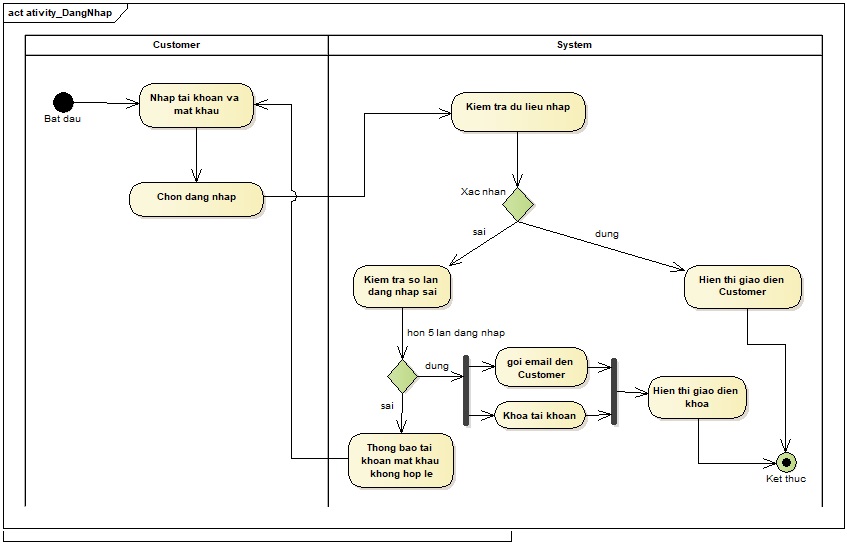 act ativity_DangNhap
Customer
System
Bat dau
Nhap tai khoan va
mat khau
Chon dang nhap
Kiem tra du lieu nhap
Xac nhan
sai
dung
Kiem tra so lan
dang nhap sai
Hien thi giao dien
Customer
hon 5 lan dang nhap
dung
sai
goi email den
Customer
Khoa tai khoan
Hien thi giao dien
khoa
Thong bao tai
khoan mat khau
khong hop le
Ket thuc